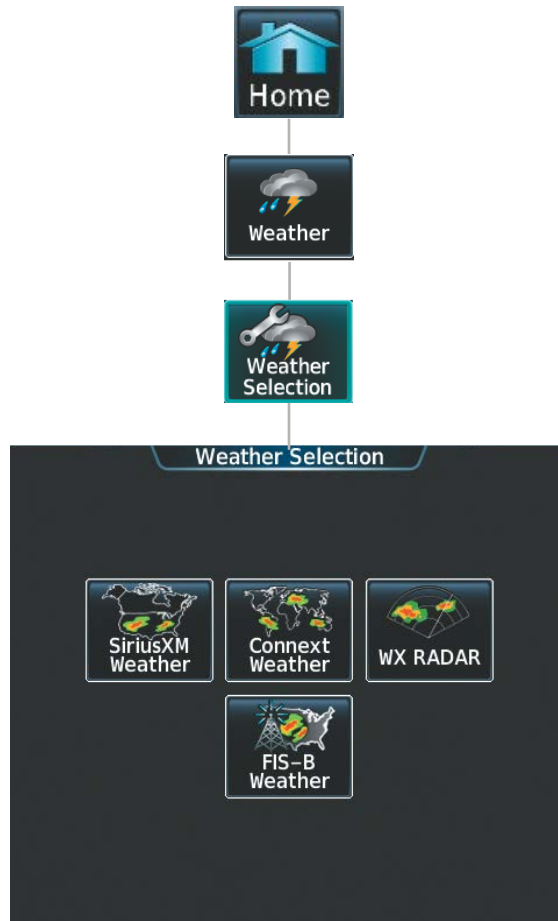 Home
Weather
Weather
Selection
Weather Selection
SiriusXM
Weather
Connext
Weather
WX RADAR
FIS-B
Weather